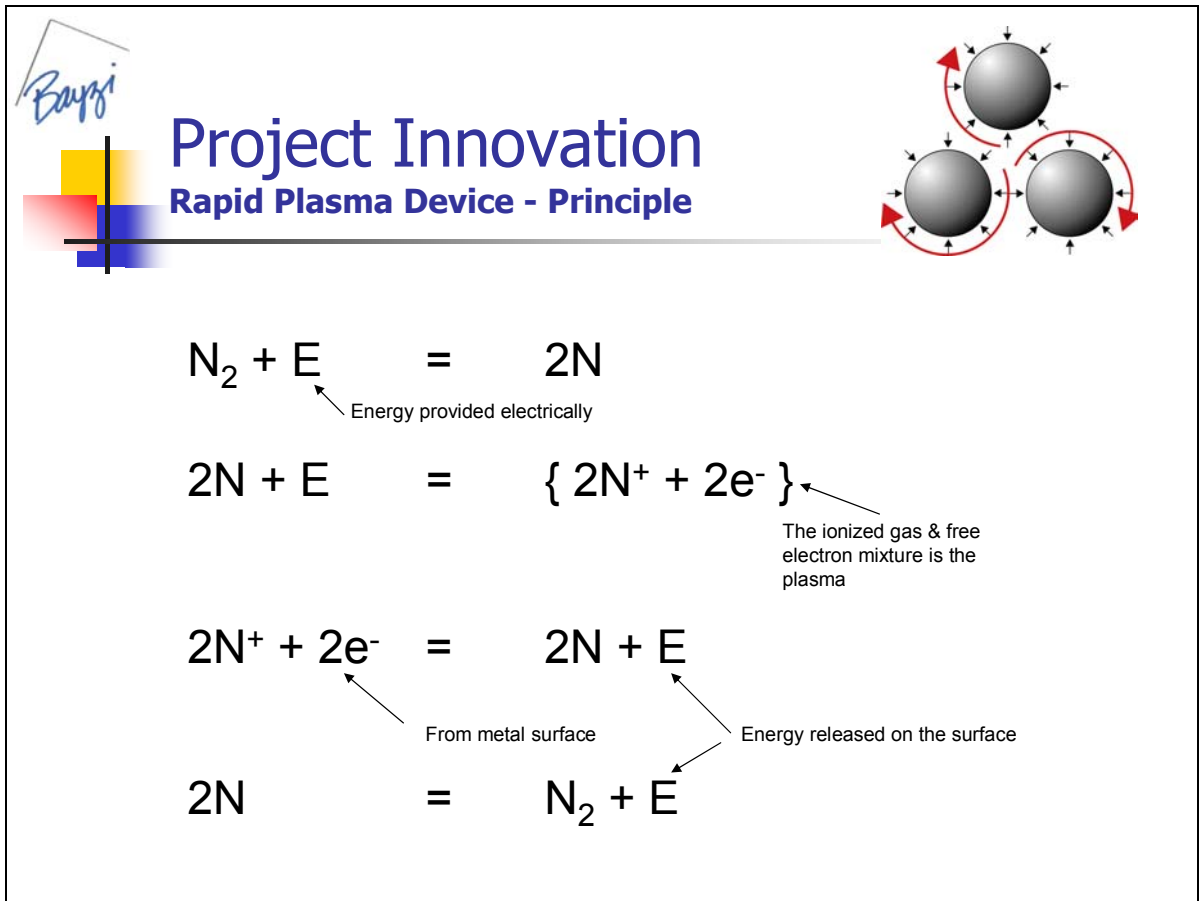 Bayzi
Project Innovation
Rapid Plasma Device - Principle
N₂ + E = 2N
Energy provided electrically
2N + E = { 2N⁺ + 2e⁻ }
The ionized gas & free
electron mixture is the
plasma
2N⁺ + 2e⁻ = 2N + E
From metal surface
Energy released on the surface
2N = N₂ + E